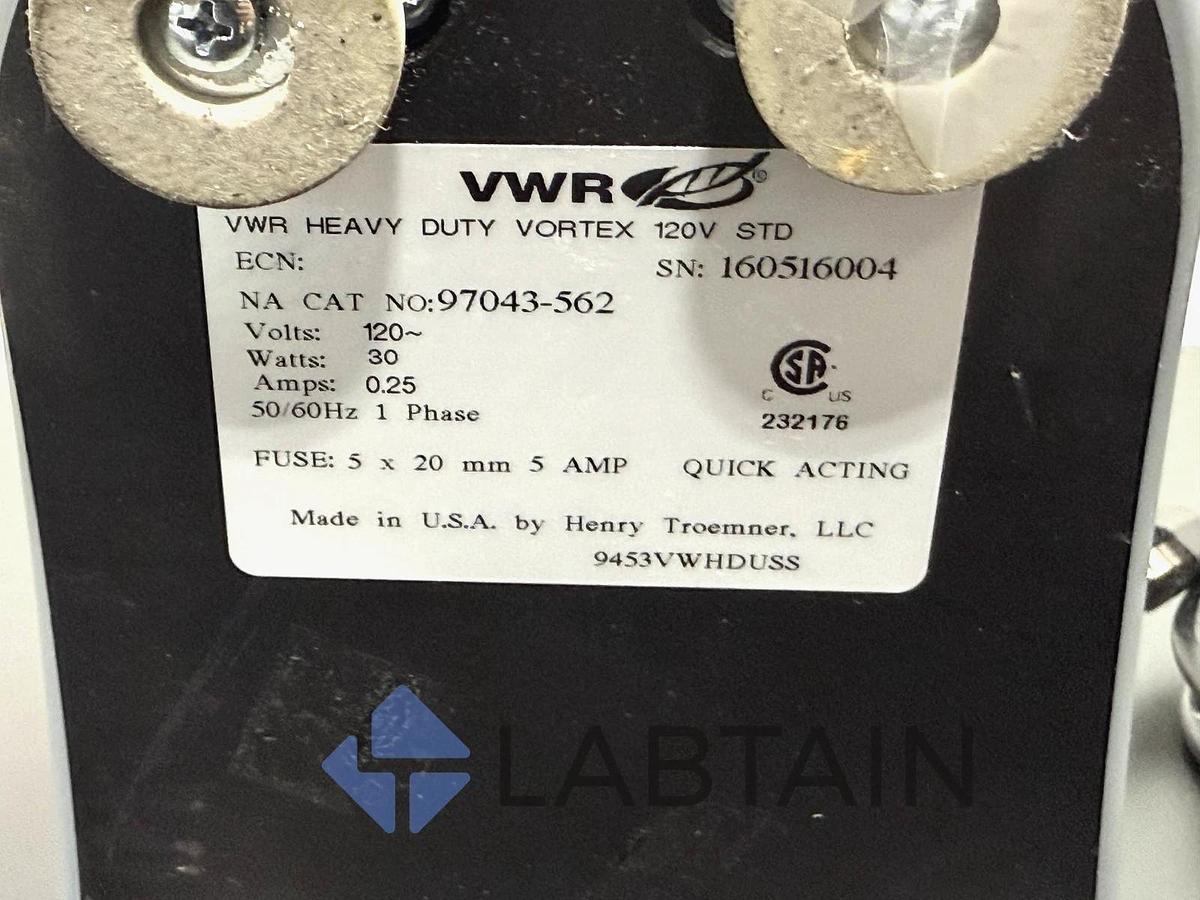 VWR®
VWR HEAVY DUTY VORTEX 120V STD
ECN: SN: 160516004
NA CAT NO:97043-562
Volts: 120~
Watts: 30
Amps: 0.25
50/60Hz 1 Phase
CSA
C US
232176
FUSE: 5 x 20 mm 5 AMP QUICK ACTING
Made in U.S.A. by Henry Troemner, LLC
9453VWHDUSS
LABTAIN